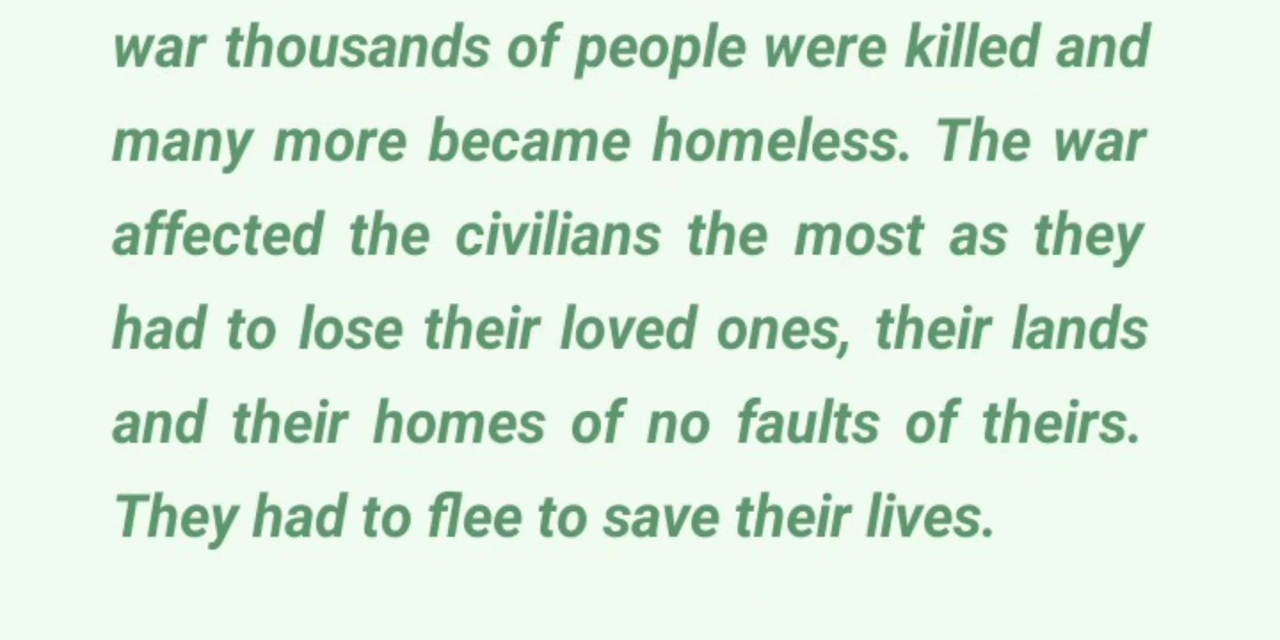 war thousands of people were killed and
many more became homeless. The war
affected the civilians the most as they
had to lose their loved ones, their lands
and their homes of no faults of theirs.
They had to flee to save their lives.